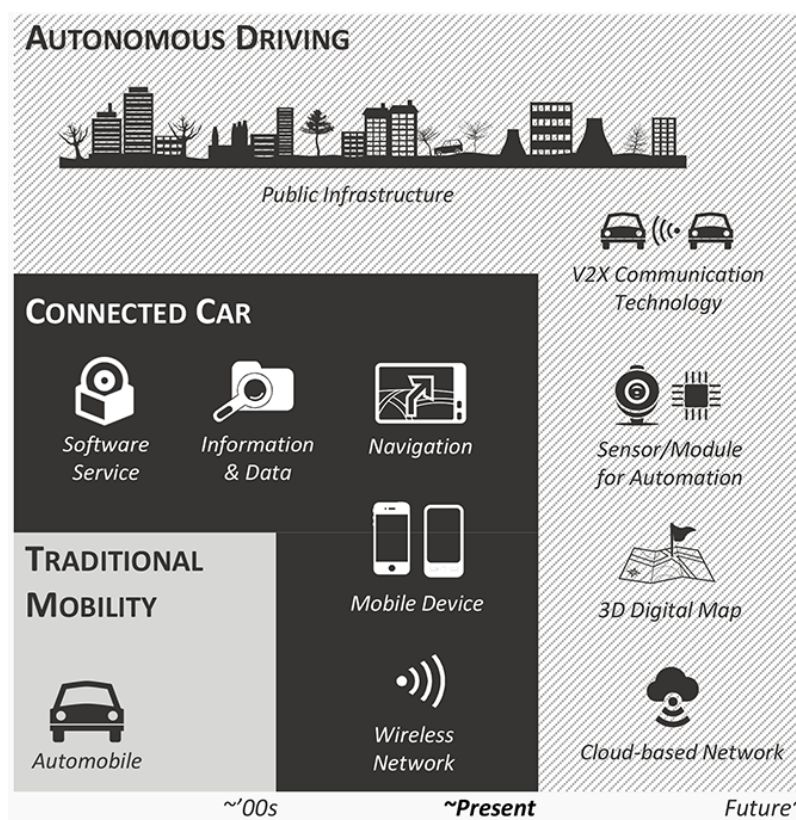 AUTONOMOUS DRIVING
Public Infrastructure
V2X Communication
Technology
CONNECTED CAR
Software
Service
Information
& Data
Navigation
Sensor/Module
for Automation
TRADITIONAL
MOBILITY
Mobile Device
3D Digital Map
Automobile
Wireless
Network
Cloud-based Network
~’00s
~Present
Future~